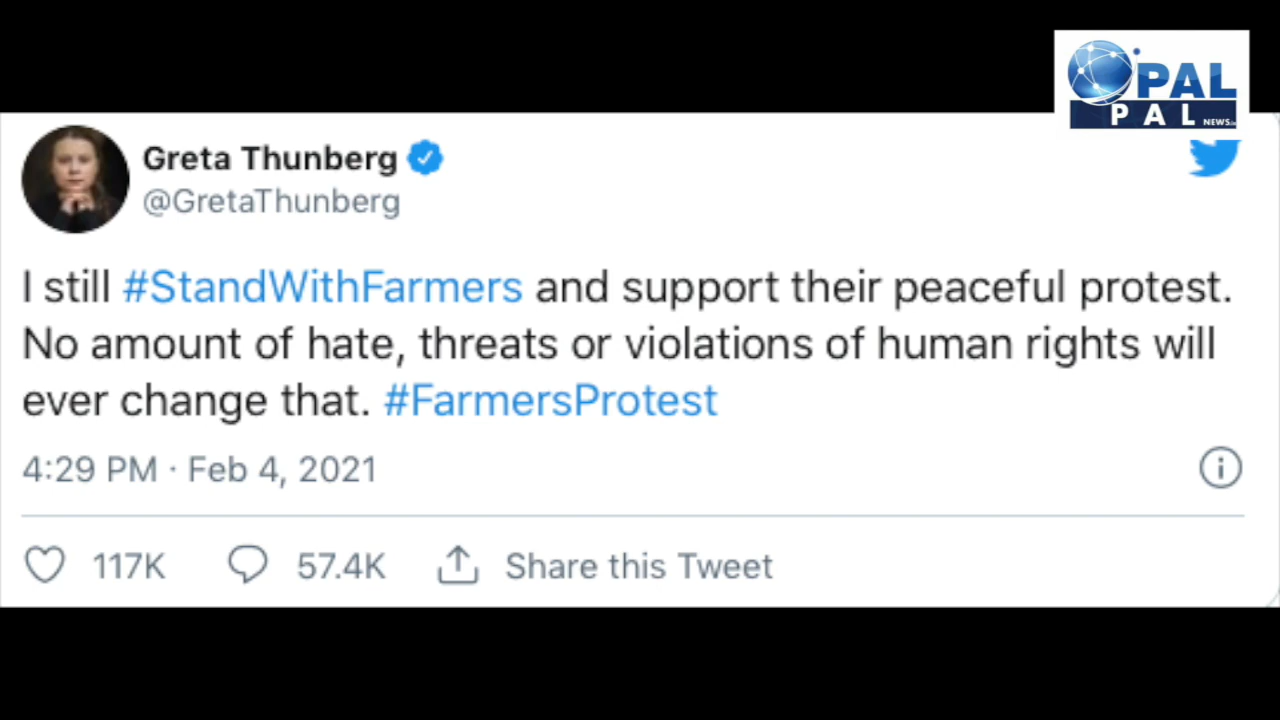 PAL
PAL NEWS
Greta Thunberg
@GretaThunberg
I still #StandWithFarmers and support their peaceful protest.
No amount of hate, threats or violations of human rights will
ever change that. #FarmersProtest
4:29 PM · Feb 4, 2021
117K 57.4K Share this Tweet